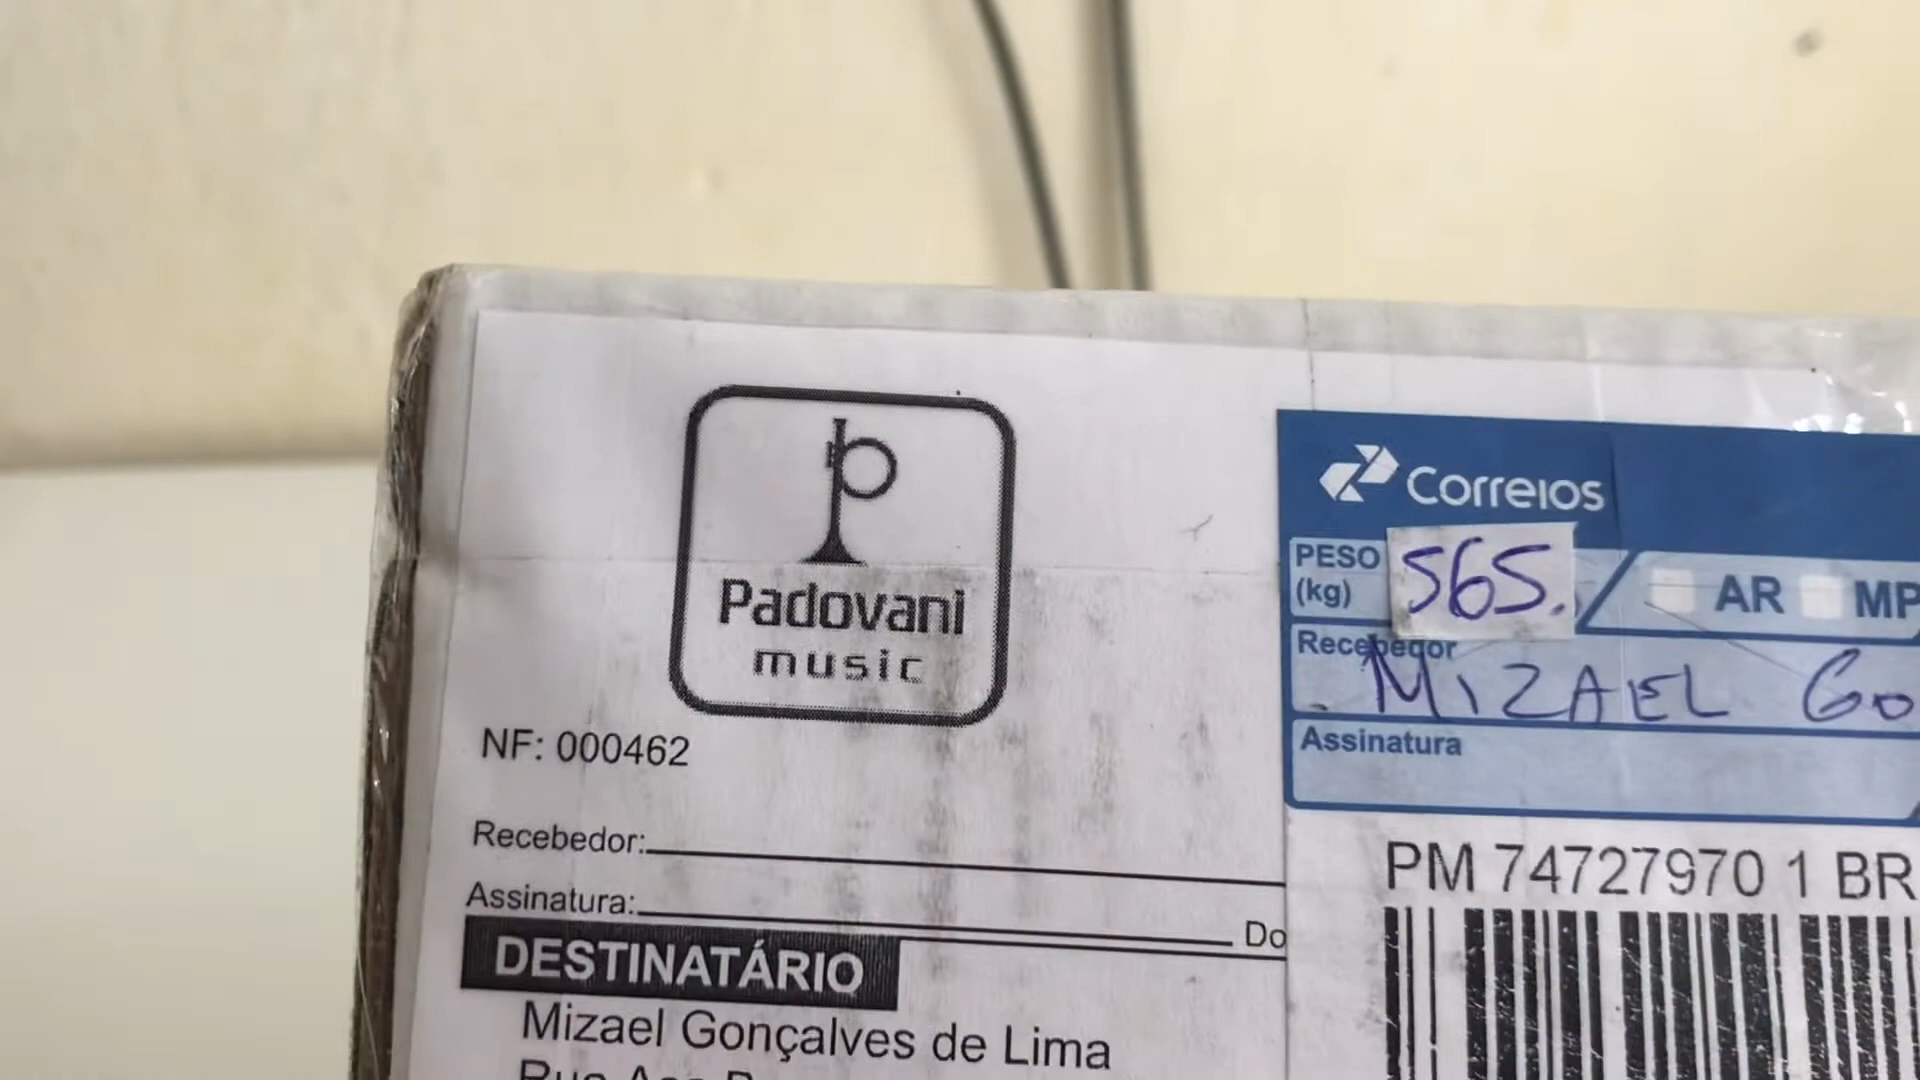 Padovani
music
NF: 000462
Recebedor:
Assinatura:
Do
DESTINATÁRIO
Mizael Gonçalves de Lima
Correios
PESO
(kg)
565.
AR
MP
Recebedor
MIZAEL Go
Assinatura
PM 74727970 1 BR